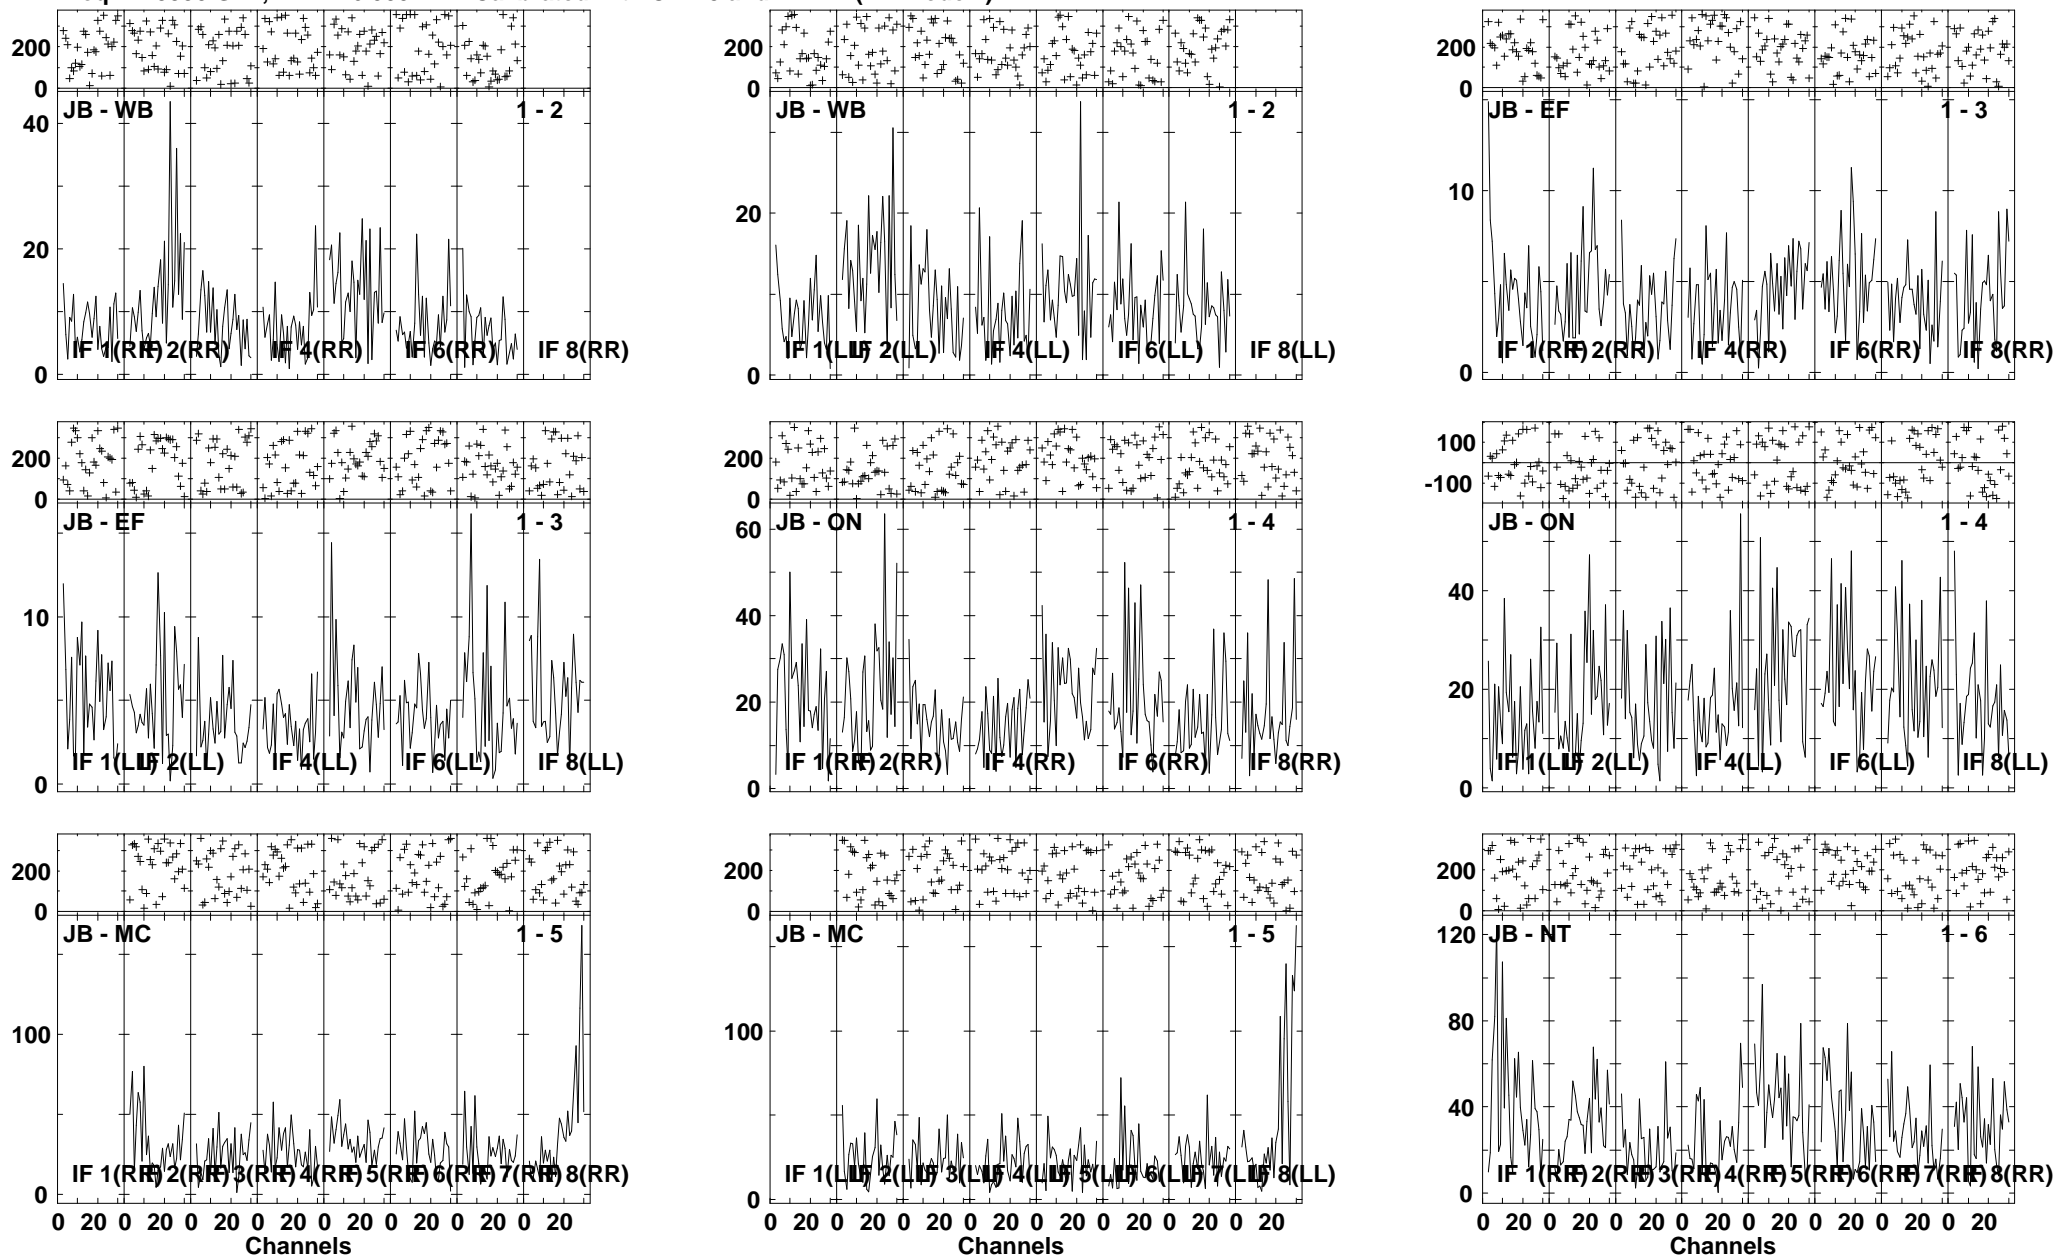 200
0
JB - WB 1 - 2
40
20
0
IF 1(RR) IF 2(RR) IF 4(RR) IF 6(RR) IF 8(RR)
200
0
JB - WB 1 - 2
20
0
IF 1(LL) IF 2(LL) IF 4(LL) IF 6(LL) IF 8(LL)
200
0
JB - EF 1 - 3
10
0
IF 1(RR) IF 2(RR) IF 4(RR) IF 6(RR) IF 8(RR)
200
0
JB - EF 1 - 3
10
0
IF 1(LL) IF 2(LL) IF 4(LL) IF 6(LL) IF 8(LL)
200
0
JB - ON 1 - 4
60
40
20
0
IF 1(RR) IF 2(RR) IF 4(RR) IF 6(RR) IF 8(RR)
100
-100
JB - ON 1 - 4
40
20
0
IF 1(LL) IF 2(LL) IF 4(LL) IF 6(LL) IF 8(LL)
200
0
JB - MC 1 - 5
100
0
IF 1(RR) IF 2(RR) IF 3(RR) IF 4(RR) IF 5(RR) IF 6(RR) IF 7(RR) IF 8(RR)
0 20 0 20 0 20 0 20 0 20 0 20 0 20 0 20
Channels
200
0
JB - MC 1 - 5
100
0
IF 1(LL) IF 2(LL) IF 3(LL) IF 4(LL) IF 5(LL) IF 6(LL) IF 7(LL) IF 8(LL)
0 20 0 20 0 20 0 20 0 20 0 20 0 20 0 20
Channels
200
0
JB - NT 1 - 6
120
80
40
0
IF 1(RR) IF 2(RR) IF 3(RR) IF 4(RR) IF 5(RR) IF 6(RR) IF 7(RR) IF 8(RR)
0 20 0 20 0 20 0 20 0 20 0 20 0 20 0 20
Channels